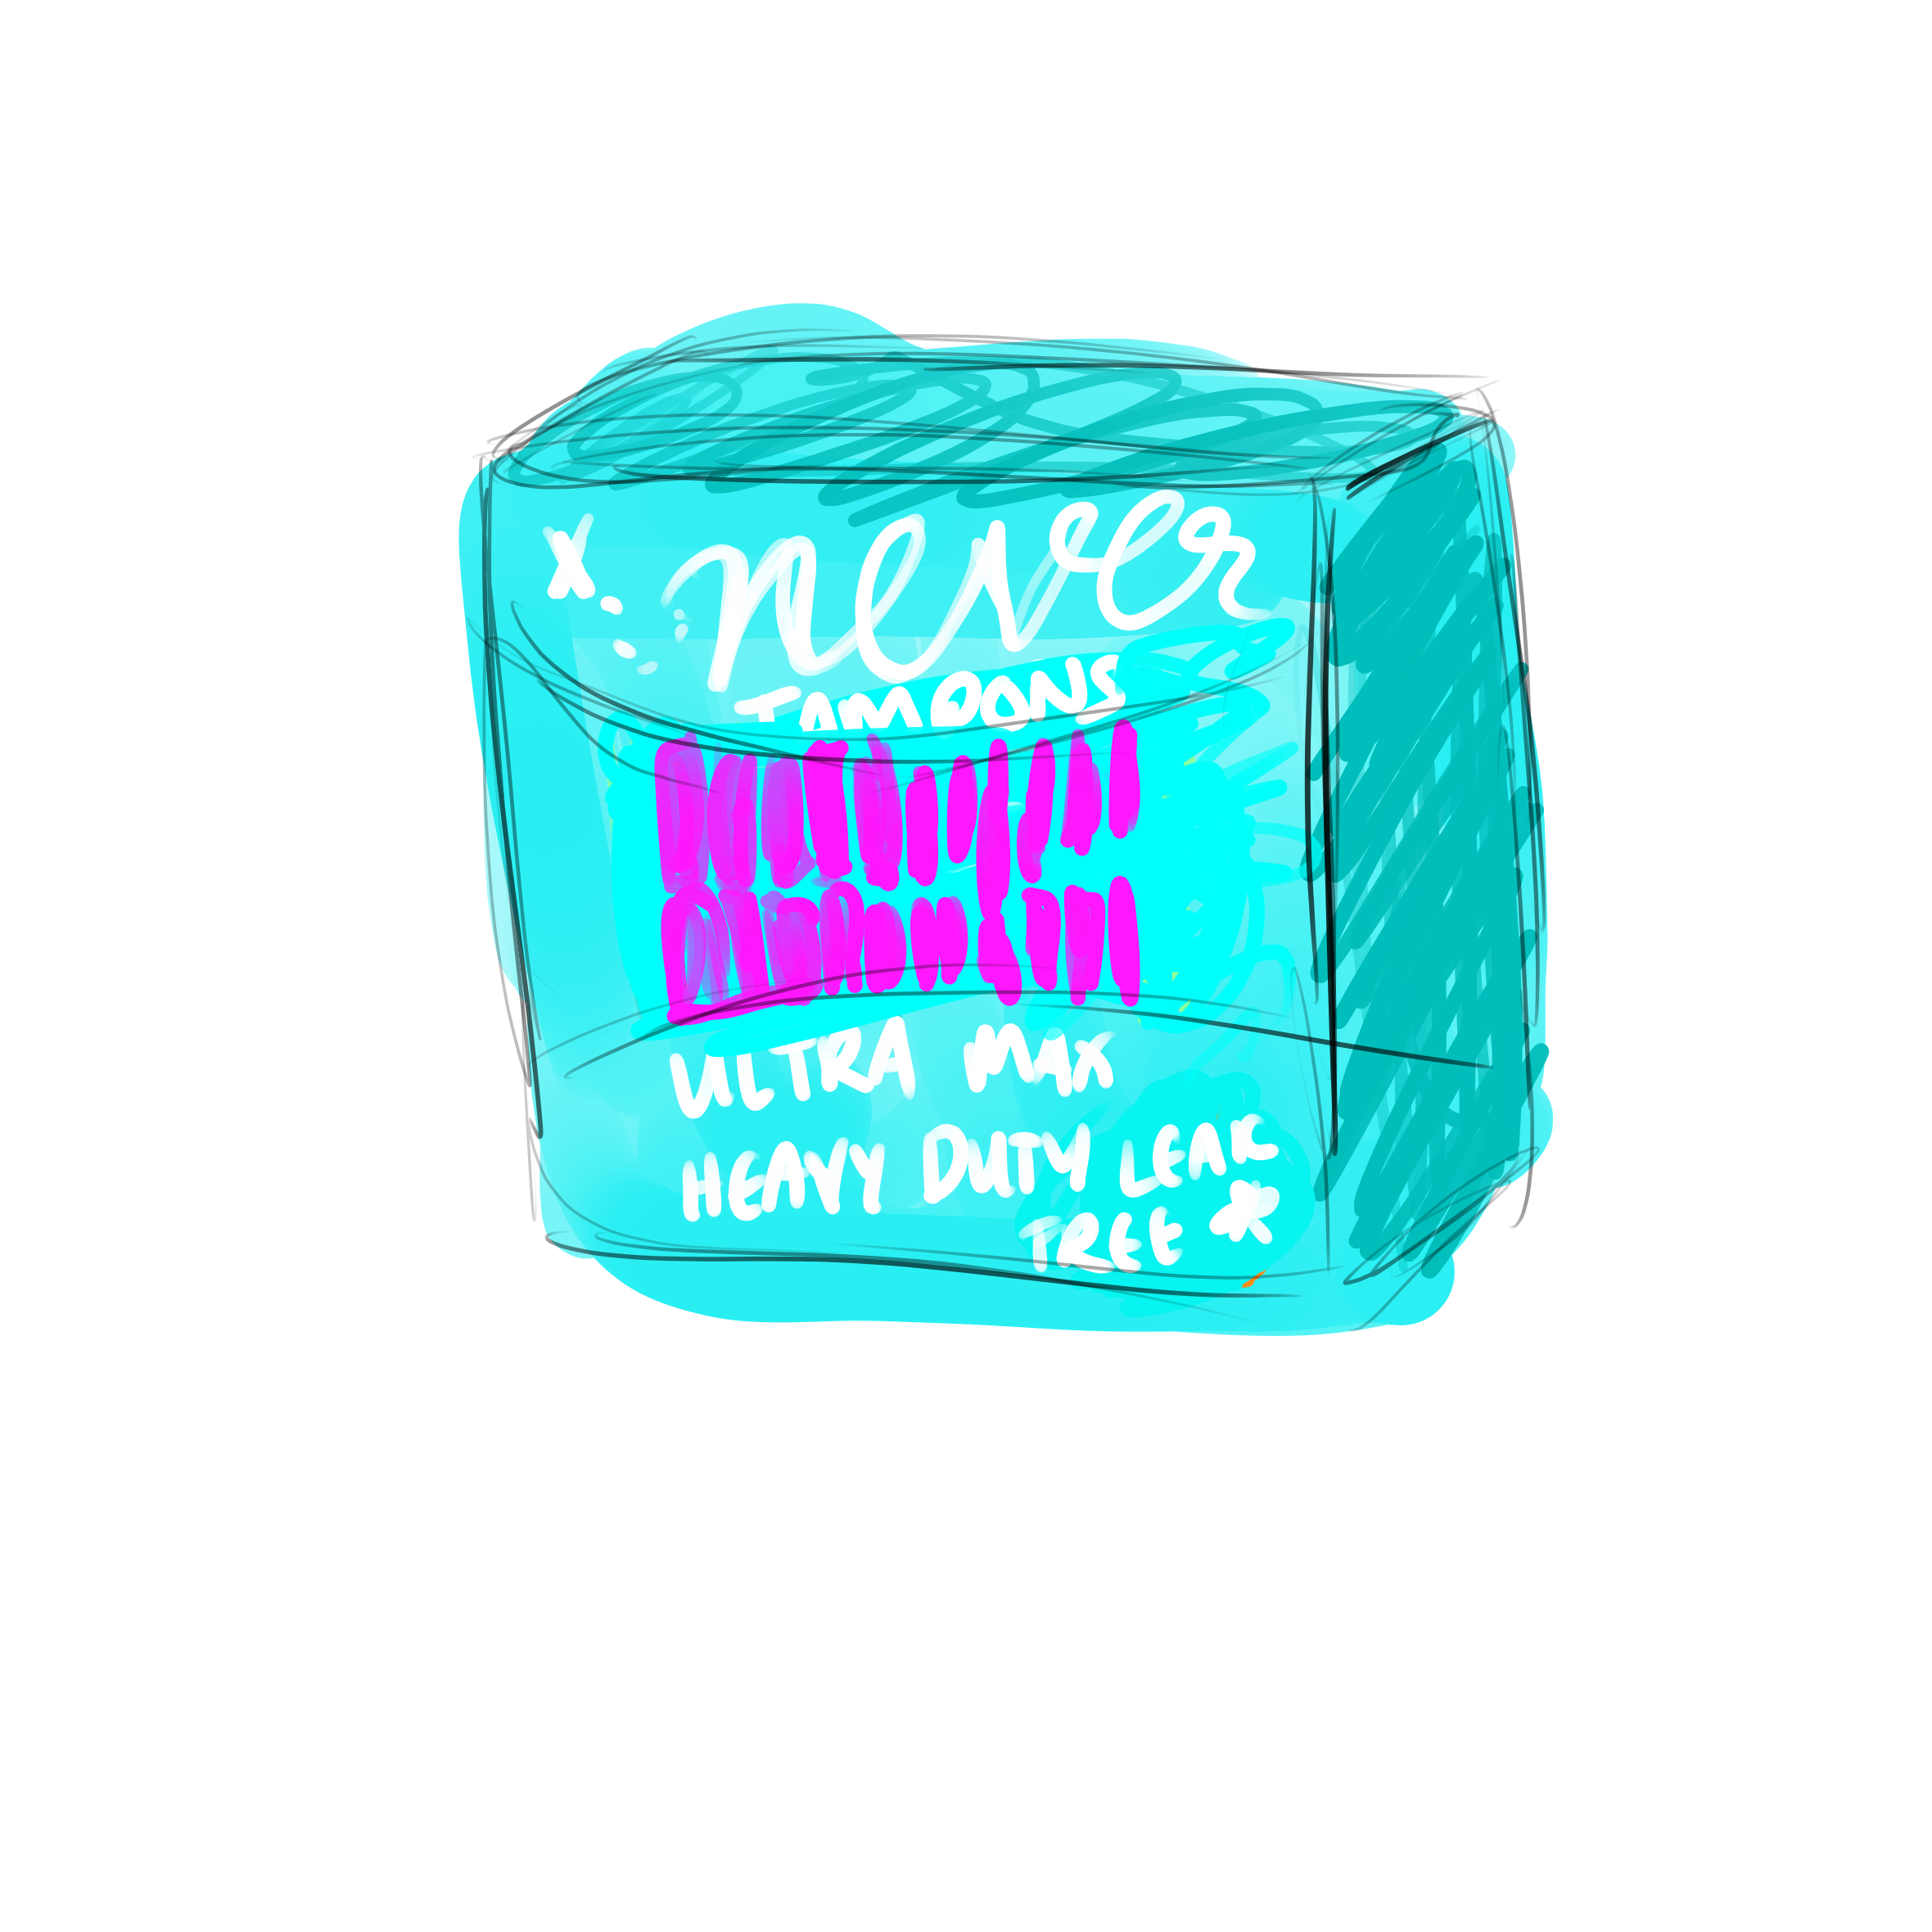 NEVER
TAMPONS
ULTRA MAX
HEAVY DUTY LEAK
FREE